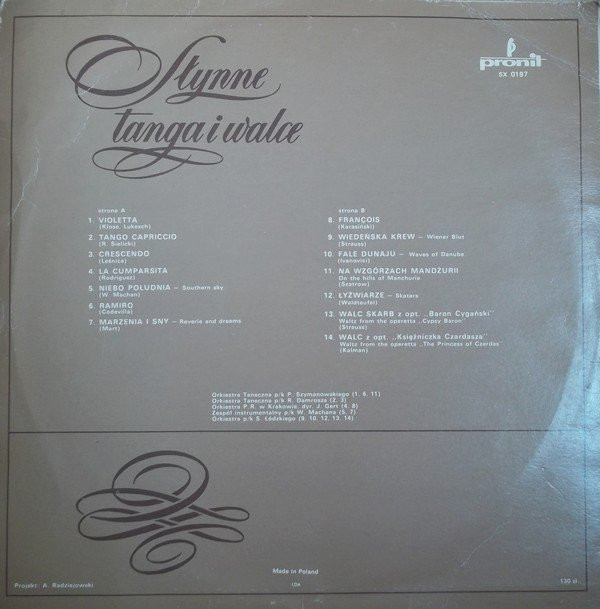 Słynne
tanga i walce
pronit
SX 0197
strona A
1. VIOLETTA
(Klose, Lukesch)
2. TANGO CAPRICCIO
(R. Sielicki)
3. CRESCENDO
(Leśnica)
4. LA CUMPARSITA
(Rodriguez)
5. NIEBO POŁUDNIA – Southern sky
(W. Machan)
6. RAMIRO
(Codevilla)
7. MARZENIA I SNY – Reverie and dreams
(Mart)
strona B
8. FRANÇOIS
(Karasiński)
9. WIEDEŃSKA KREW – Wiener Blut
(Strauss)
10. FALE DUNAJU – Waves of Danube
(Ivanovici)
11. NA WZGÓRZACH MANDŻURII
On the hills of Manchuria
(Szatrow)
12. ŁYŻWIARZE – Skaters
(Waldteufel)
13. WALC SKARB z opt. „Baron Cygański"
Waltz from the operetta „Gypsy Baron"
(Strauss)
14. WALC z opt. „Księżniczka Czardasza"
Waltz from the operetta „The Princess of Czardas"
(Kalman)
Orkiestra Taneczna p/k P. Szymanowskiego (1, 6, 11)
Orkiestra Taneczna p/k R. Damrosza (2, 3)
Orkiestra P.R. w Krakowie, dyr. J. Gert (4, 8)
Zespół instrumentalny p/k W. Machana (5, 7)
Orkiestra p/k S. Łódzkiego (9, 10, 12, 13, 14)
Made in Poland
Projekt: A. Radziejowski
130 zł